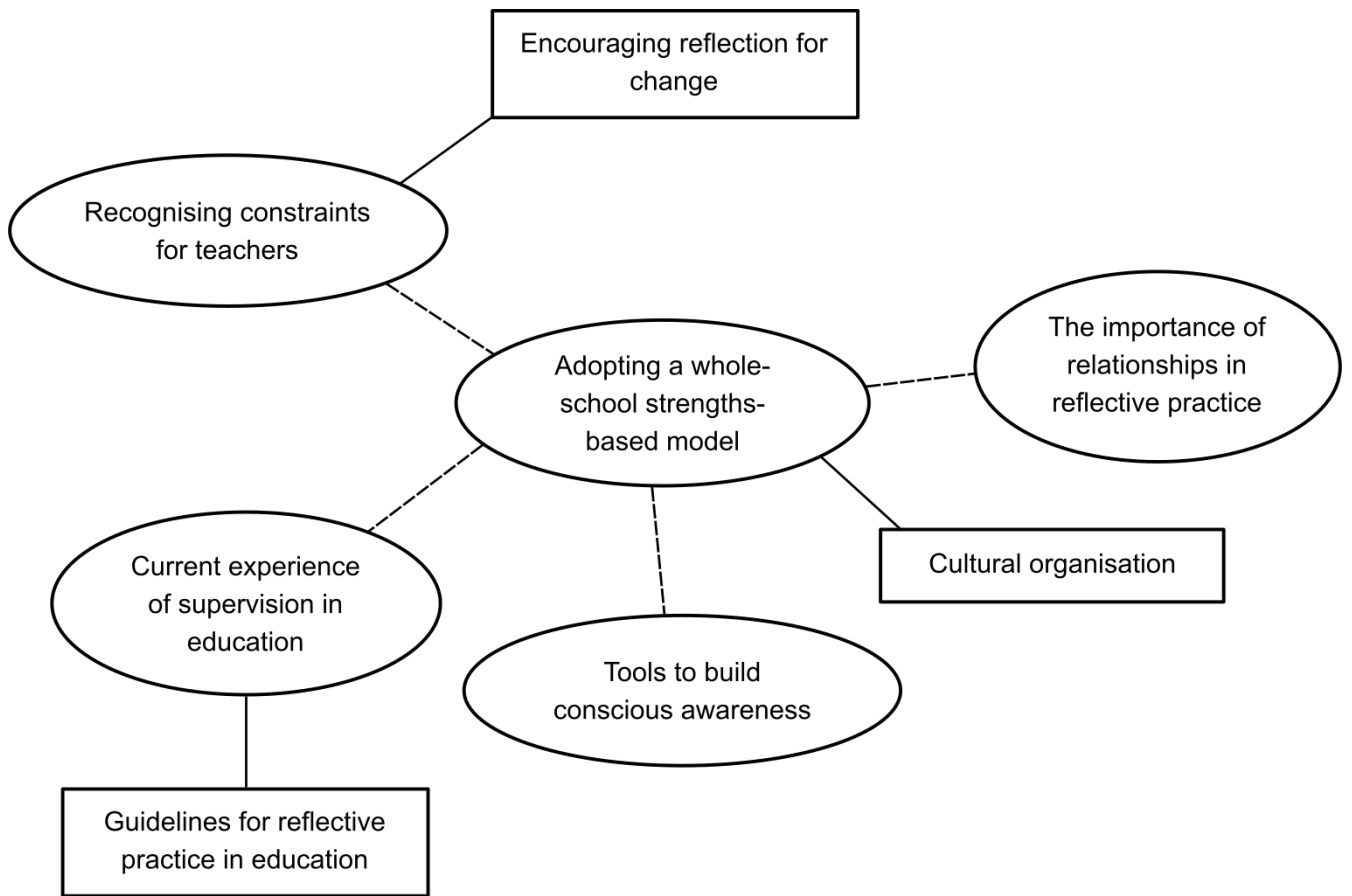 Encouraging reflection for
change
Recognising constraints
for teachers
The importance of
relationships in
reflective practice
Adopting a whole-
school strengths-
based model
Cultural organisation
Current experience
of supervision in
education
Tools to build
conscious awareness
Guidelines for reflective
practice in education